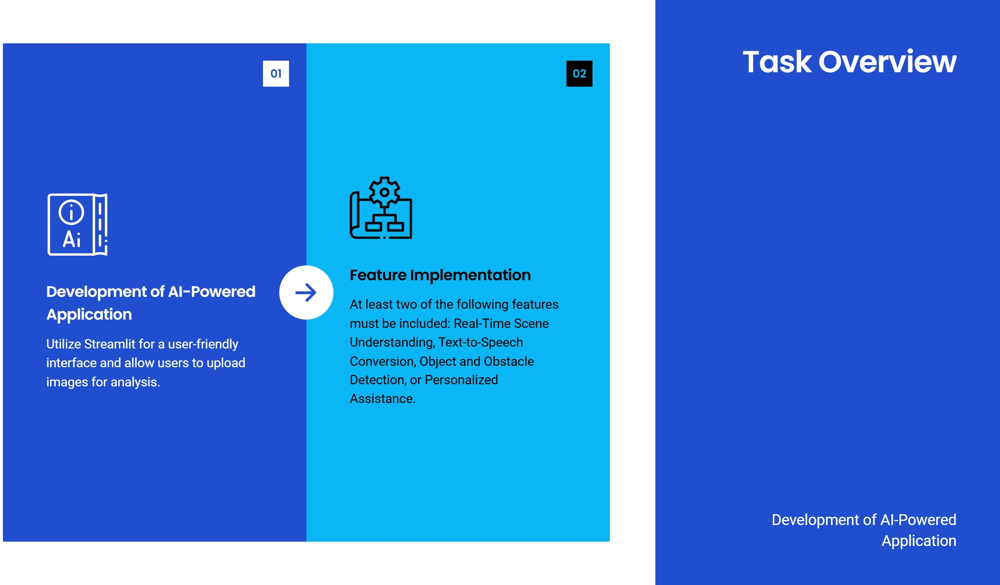 Task Overview
01
Ai
Development of AI-Powered
Application
Utilize Streamlit for a user-friendly
interface and allow users to upload
images for analysis.
02
Feature Implementation
At least two of the following features
must be included: Real-Time Scene
Understanding, Text-to-Speech
Conversion, Object and Obstacle
Detection, or Personalized
Assistance.
Development of AI-Powered
Application